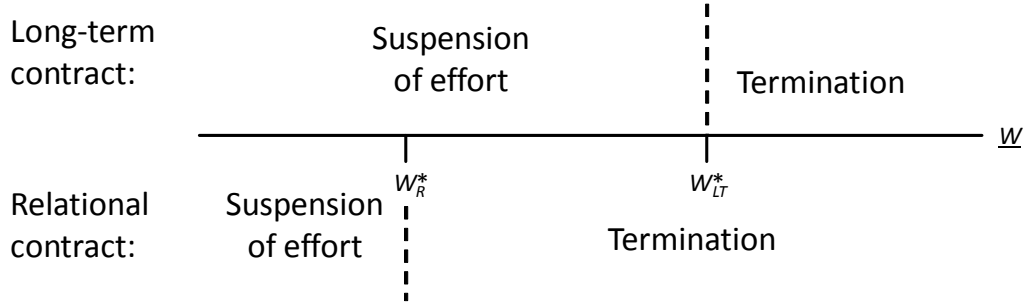 Long-term
contract:
Suspension
of effort
Termination
W
W*R
W*LT
Relational
contract:
Suspension
of effort
Termination